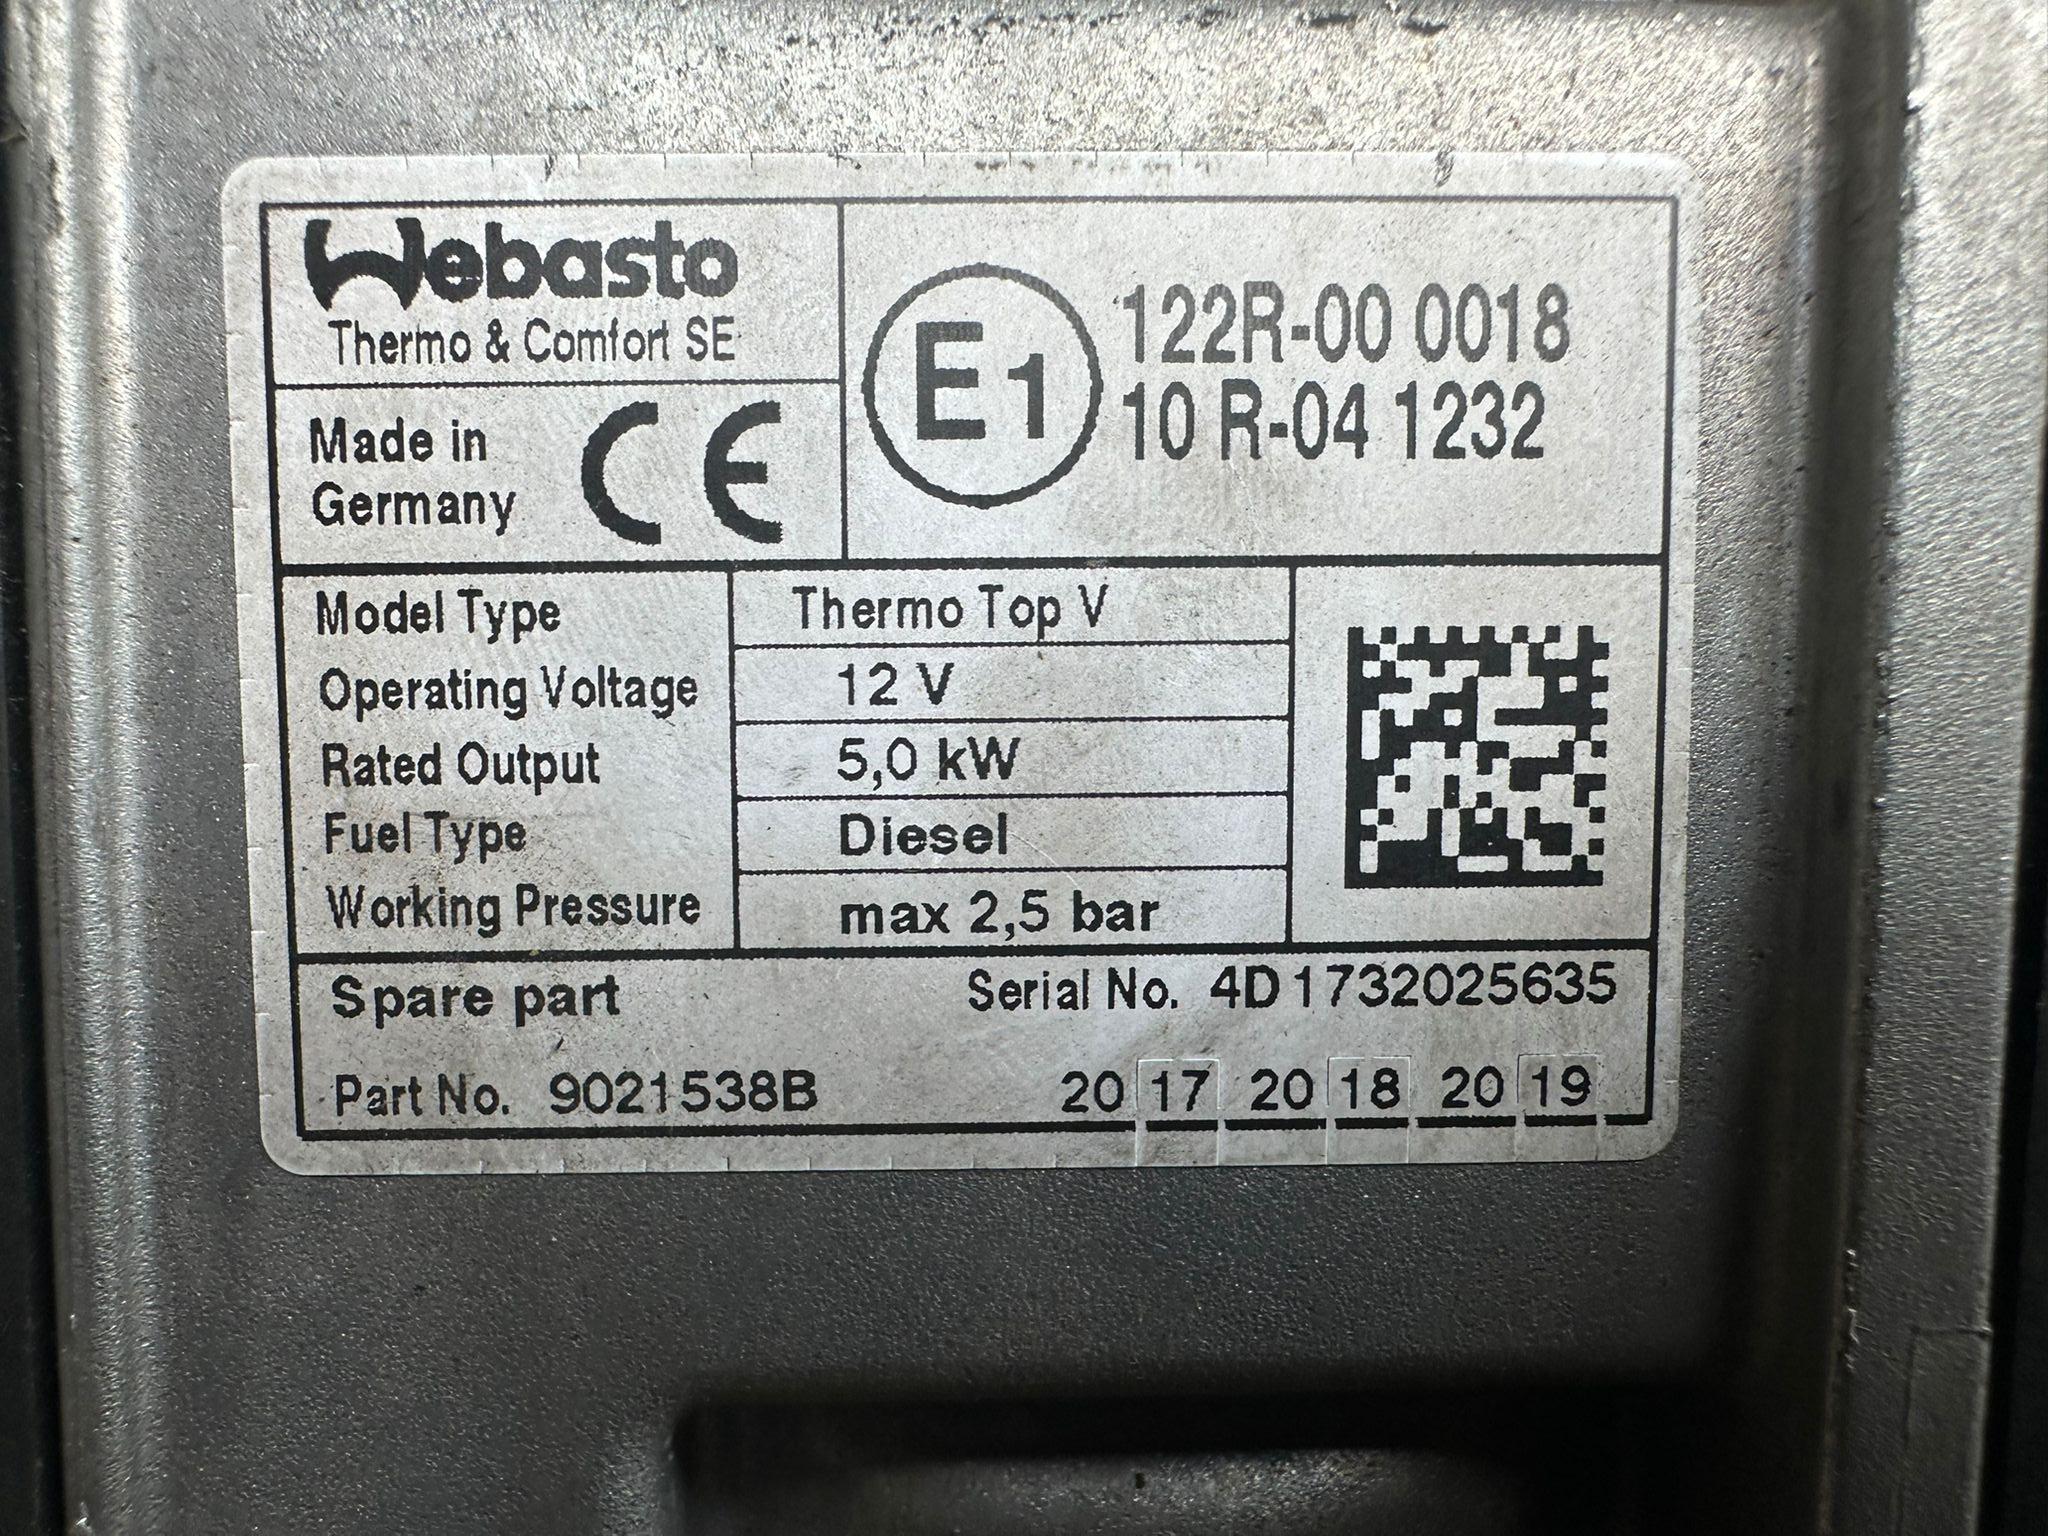 Webasto
Thermo & Comfort SE
Made in
Germany
CE
E1
122R-00 0018
10 R-04 1232
Model Type Thermo Top V
Operating Voltage 12 V
Rated Output 5,0 kW
Fuel Type Diesel
Working Pressure max 2,5 bar
Spare part Serial No. 4D1732025635
Part No. 9021538B 20 17 20 18 20 19